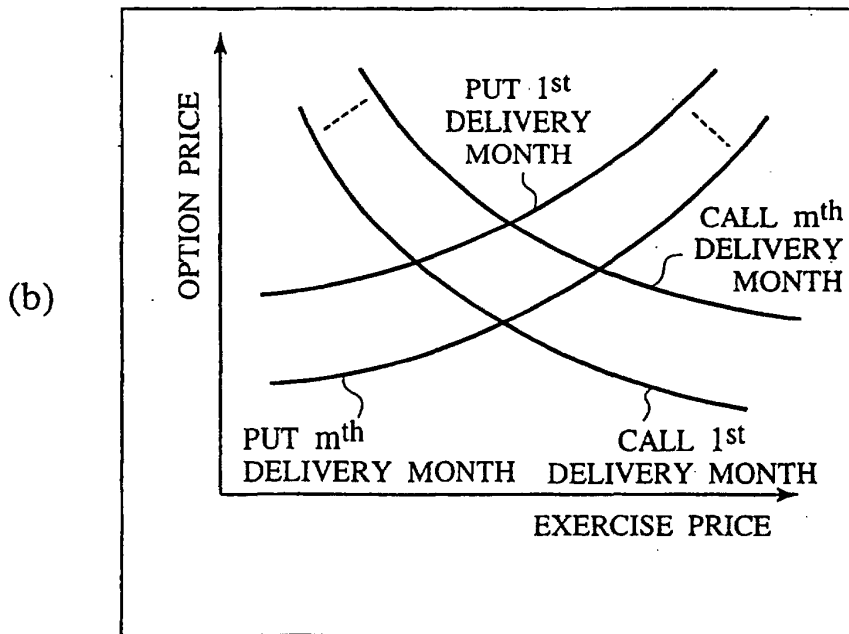 (b)
OPTION PRICE
PUT 1st
DELIVERY
MONTH
CALL mth
DELIVERY
MONTH
PUT mth
DELIVERY MONTH
CALL 1st
DELIVERY MONTH
EXERCISE PRICE